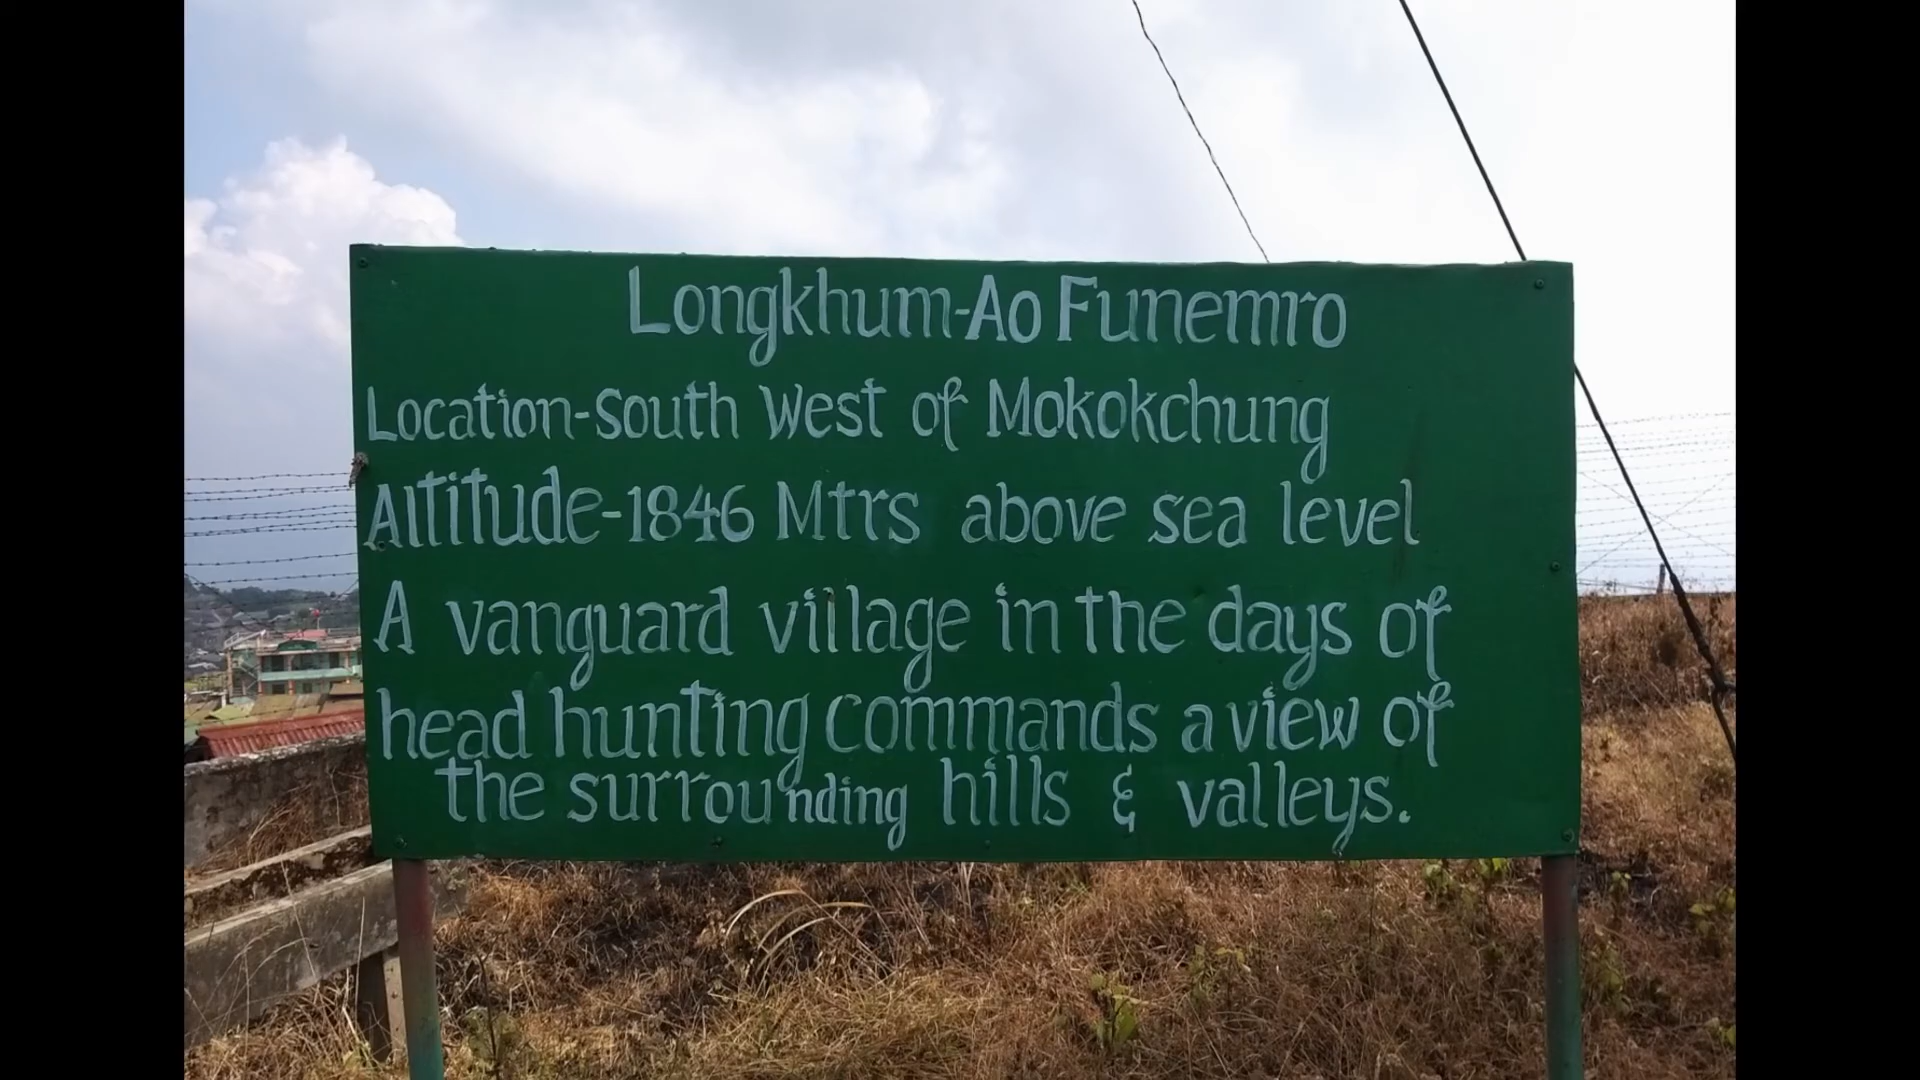 Longkhum-Ao Funemro
Location-South West of Mokokchung
Altitude-1846 Mtrs above sea level
A vanguard village in the days of
head hunting commands a view of
the surrounding hills & valleys.